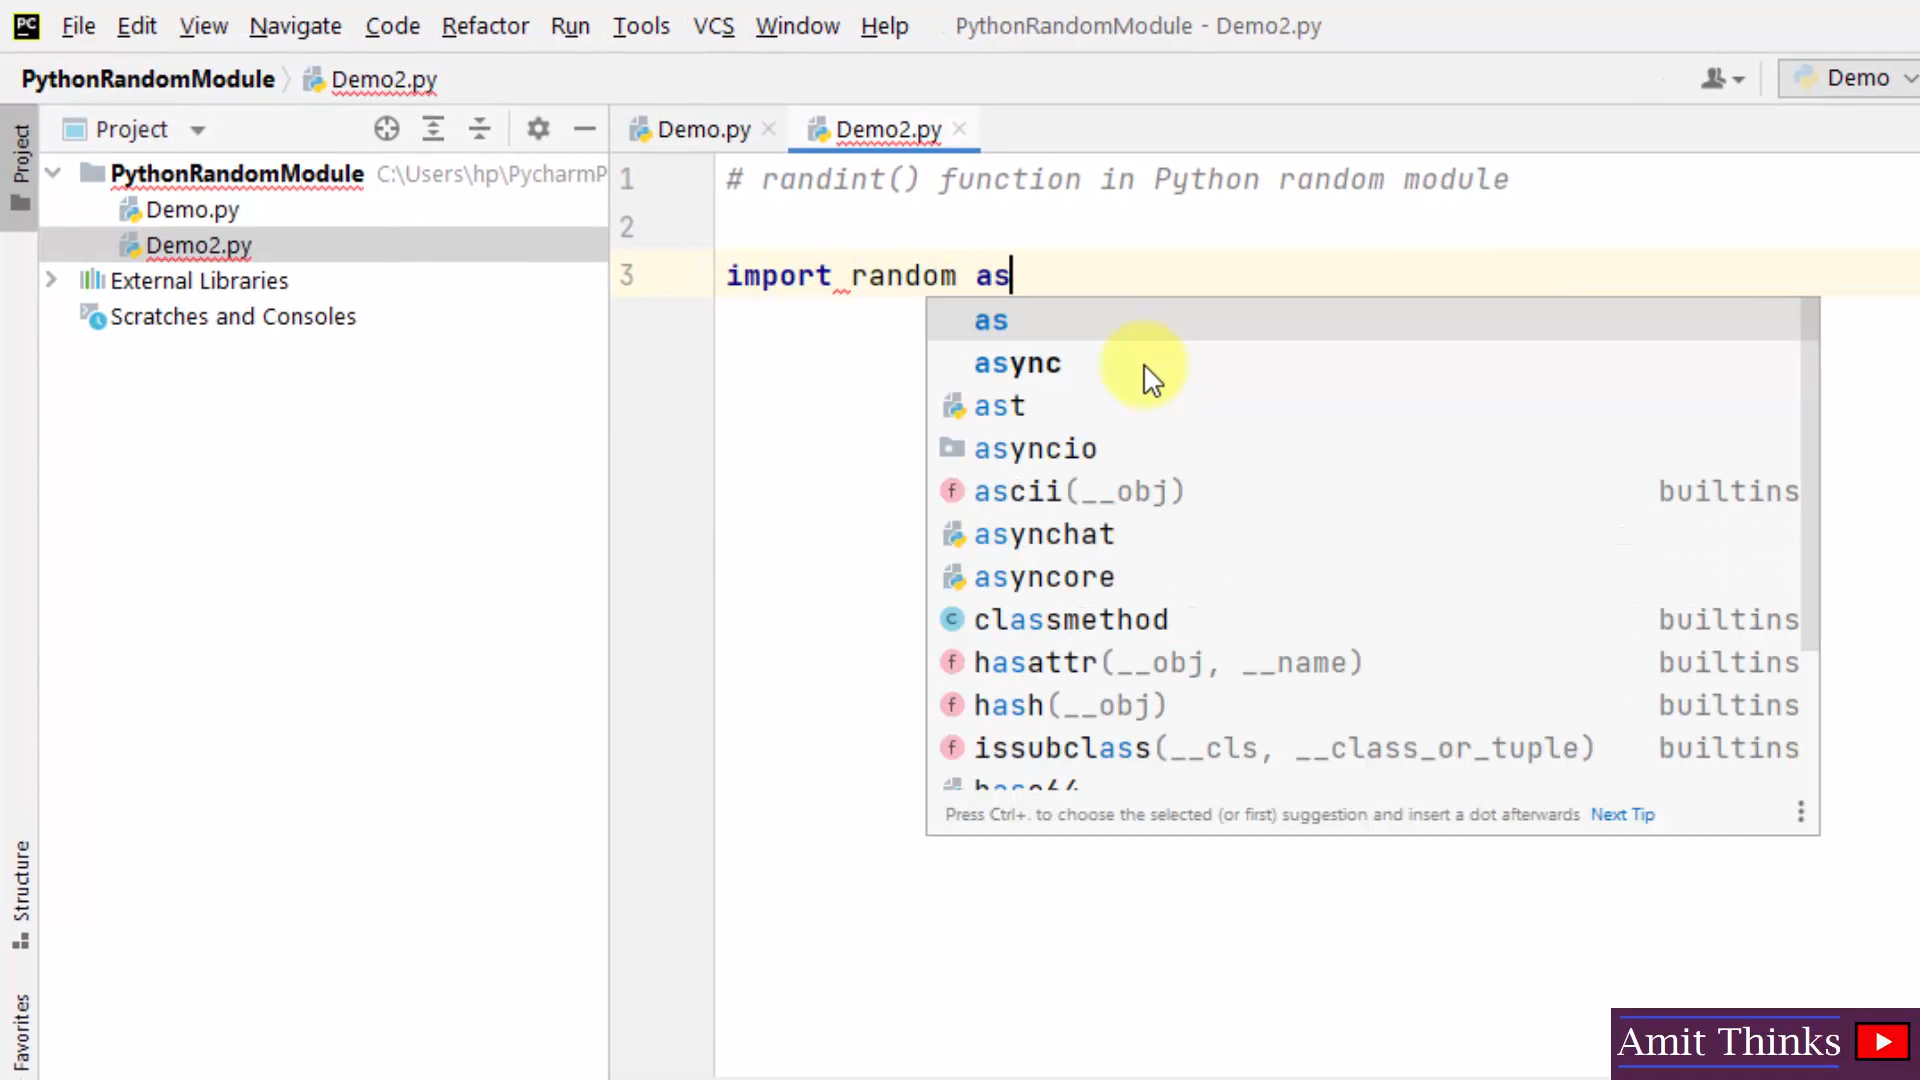 PC File Edit View Navigate Code Refactor Run Tools VCS Window Help PythonRandomModule - Demo2.py
PythonRandomModule Demo2.py Demo
Project Project Demo.py Demo2.py
PythonRandomModule C:\Users\hp\PycharmP
Demo.py
Demo2.py
External Libraries
Scratches and Consoles
1 # randint() function in Python random module
2
3 import random as
as
async
ast
asyncio
f ascii(__obj) builtins
asynchat
asyncore
c classmethod builtins
f hasattr(__obj, __name) builtins
f hash(__obj) builtins
f issubclass(__cls, __class_or_tuple) builtins
base64
Press Ctrl+. to choose the selected (or first) suggestion and insert a dot afterwards Next Tip
Structure
Favorites
Amit Thinks